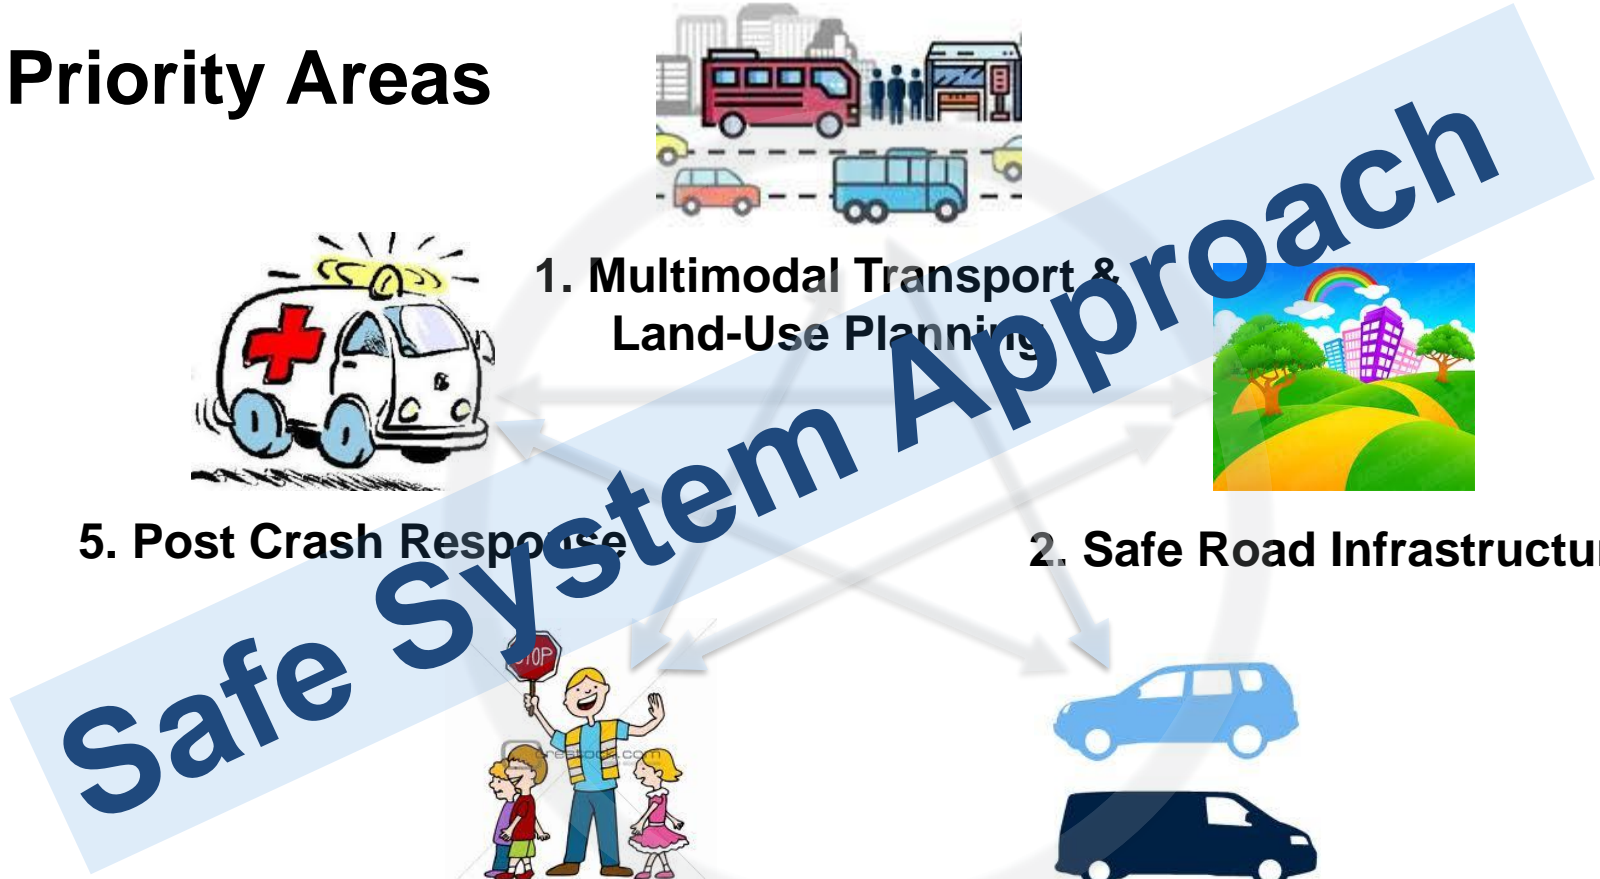 Priority Areas
1. Multimodal Transport &
Land-Use Planning
Safe System Approach
5. Post Crash Response
2. Safe Road Infrastructu
STOP